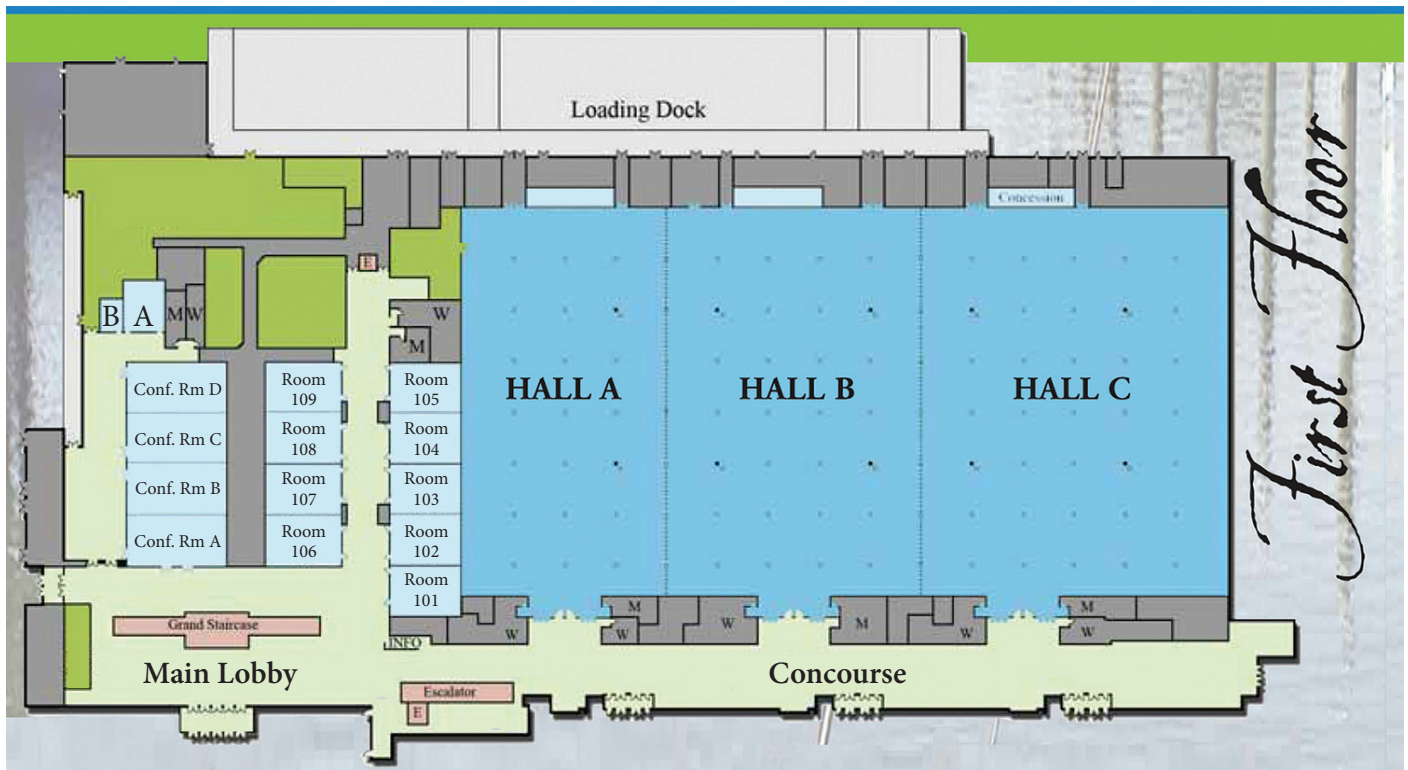 Loading Dock
Concession
E
B
A
M
W
W
M
Conf. Rm D
Room
109
Room
105
HALL A
HALL B
HALL C
Conf. Rm C
Room
108
Room
104
Conf. Rm B
Room
107
Room
103
Conf. Rm A
Room
106
Room
102
Room
101
Grand Staircase
INFO
W
M
W
W
M
W
M
W
Main Lobby
Concourse
Escalator
E
First Floor